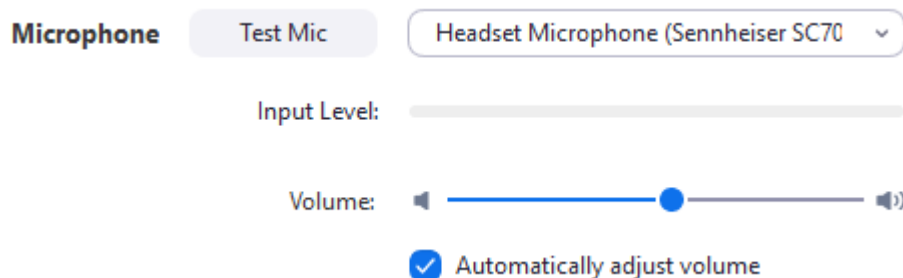 Microphone Test Mic Headset Microphone (Sennheiser SC70
Input Level:
Volume:
Automatically adjust volume